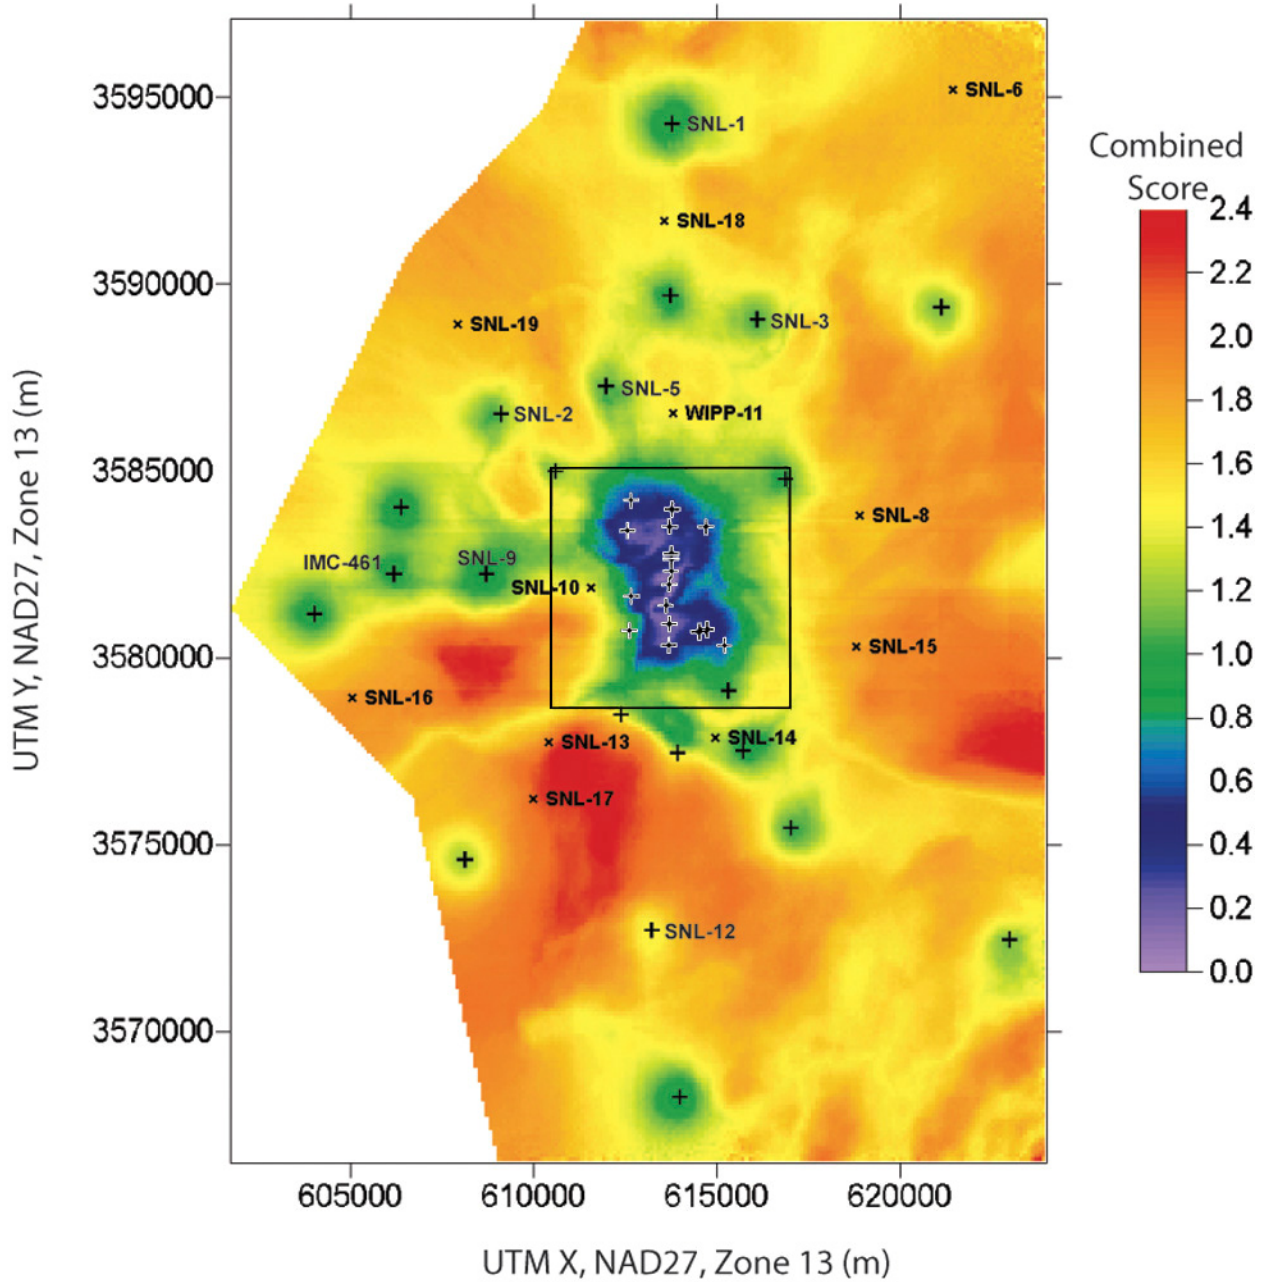 3595000
3590000
3585000
3580000
3575000
3570000
UTM Y, NAD27, Zone 13 (m)
SNL-6
SNL-1
SNL-18
SNL-3
SNL-19
SNL-5
SNL-2
WIPP-11
SNL-8
IMC-461
SNL-9
SNL-10
SNL-15
SNL-16
SNL-13
SNL-14
SNL-17
SNL-12
605000
610000
615000
620000
UTM X, NAD27, Zone 13 (m)
Combined
Score
2.4
2.2
2.0
1.8
1.6
1.4
1.2
1.0
0.8
0.6
0.4
0.2
0.0